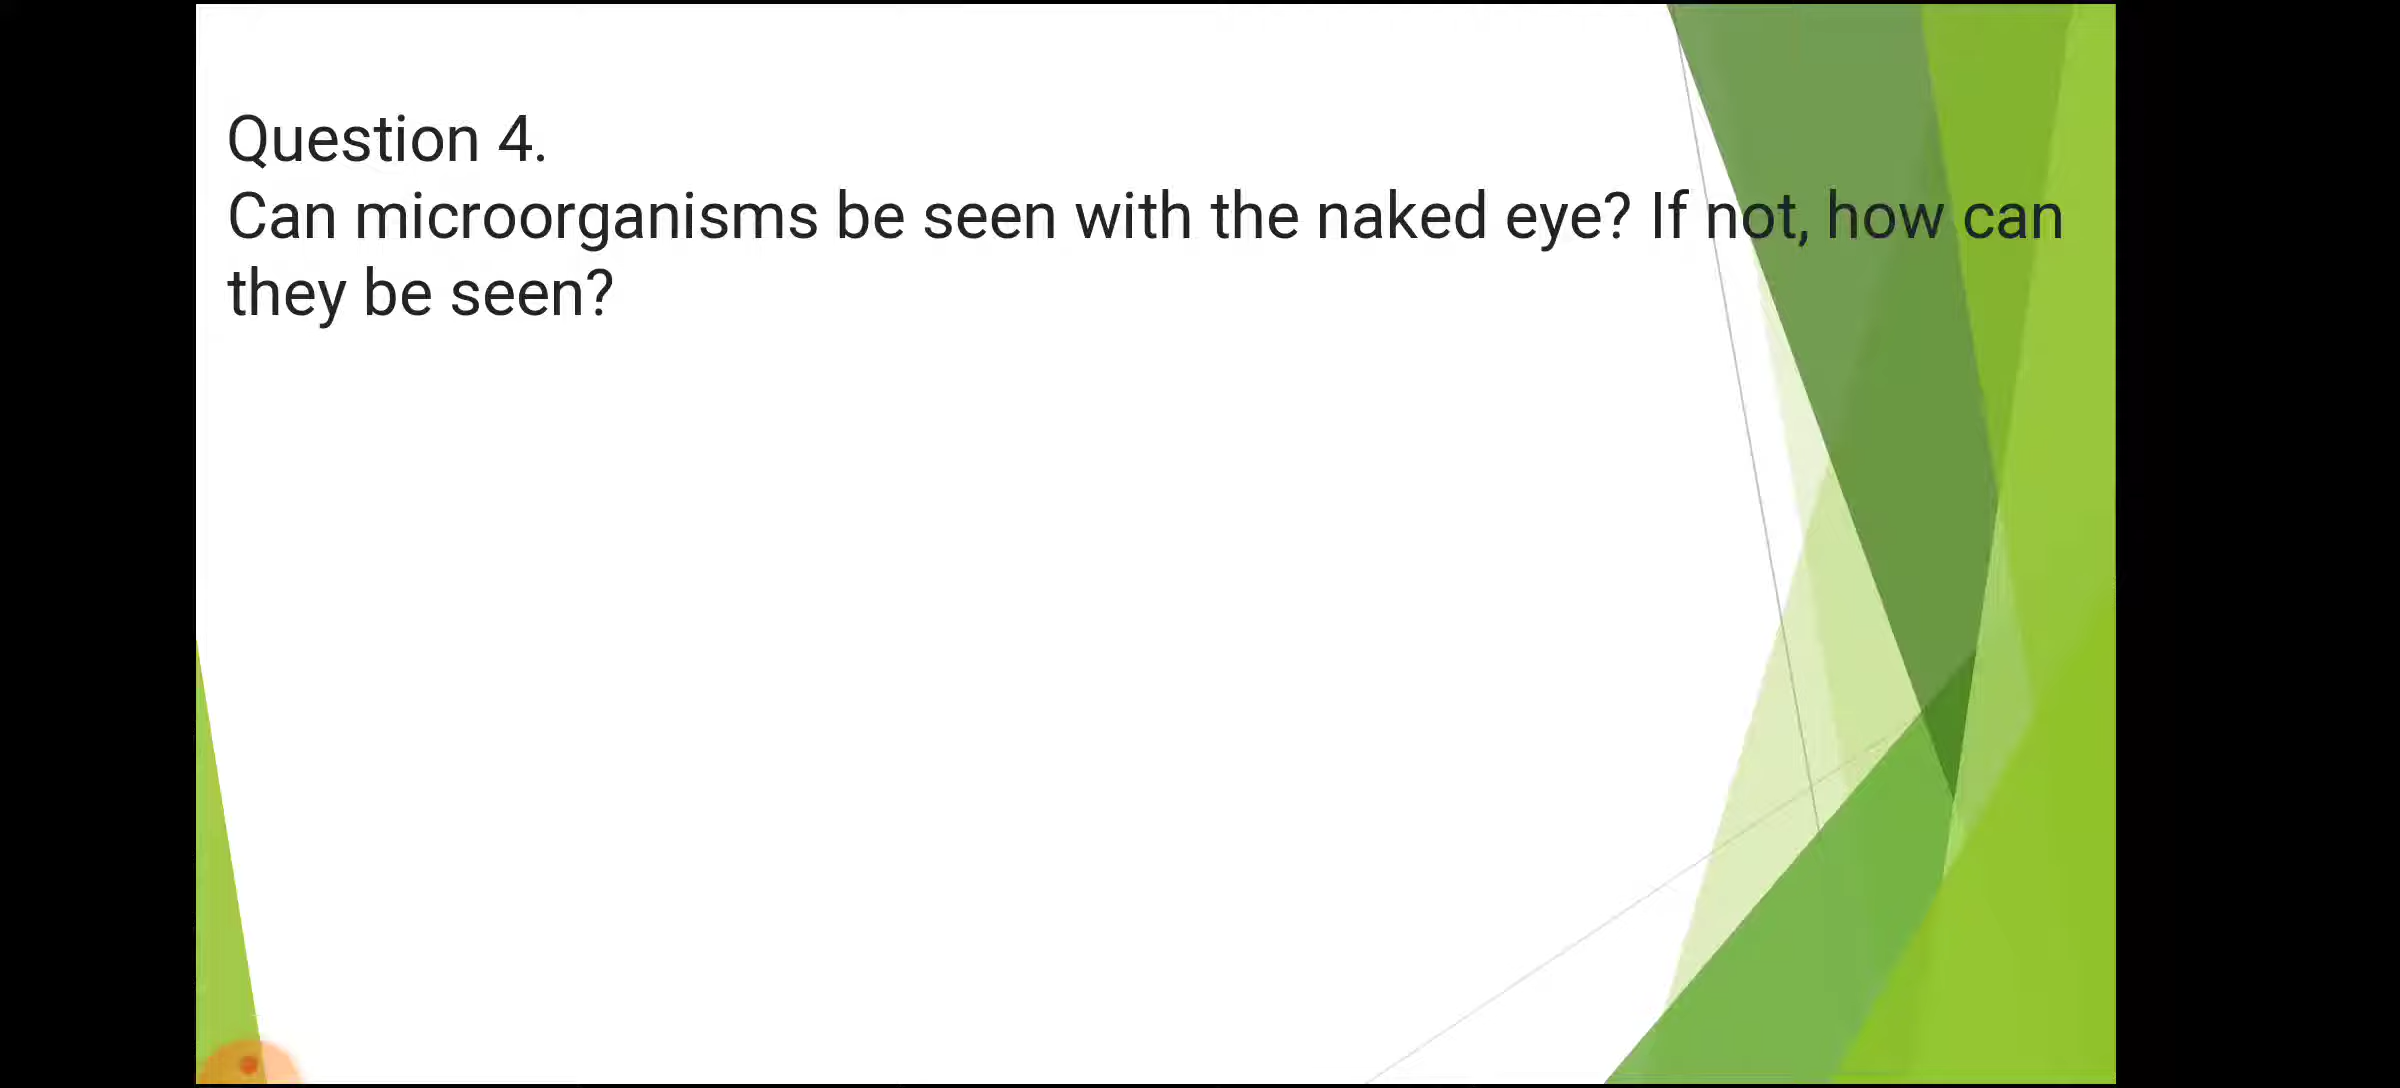 Question 4.
Can microorganisms be seen with the naked eye? If not, how can
they be seen?